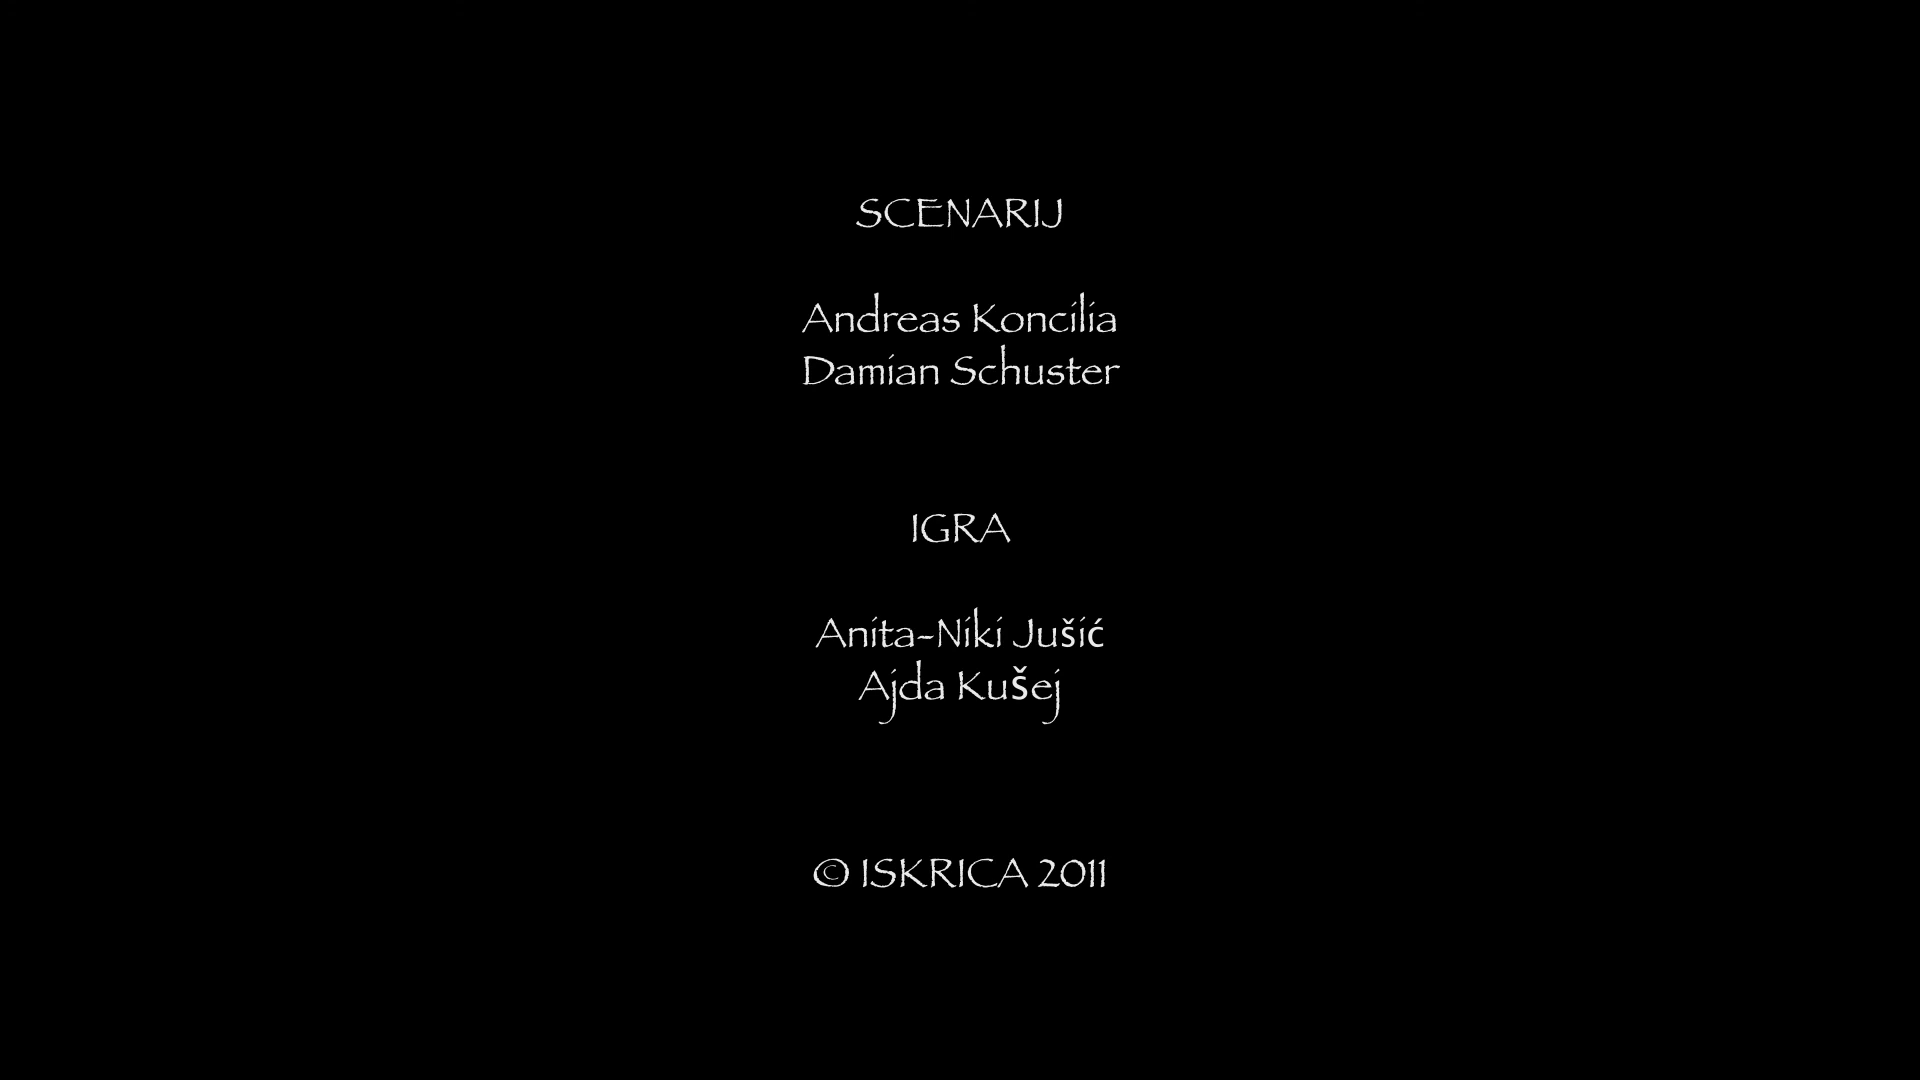 SCENARIJ
Andreas Koncilia
Damian Schuster
IGRA
Anita-Niki Jušić
Ajda Kušej
© ISKRICA 2011